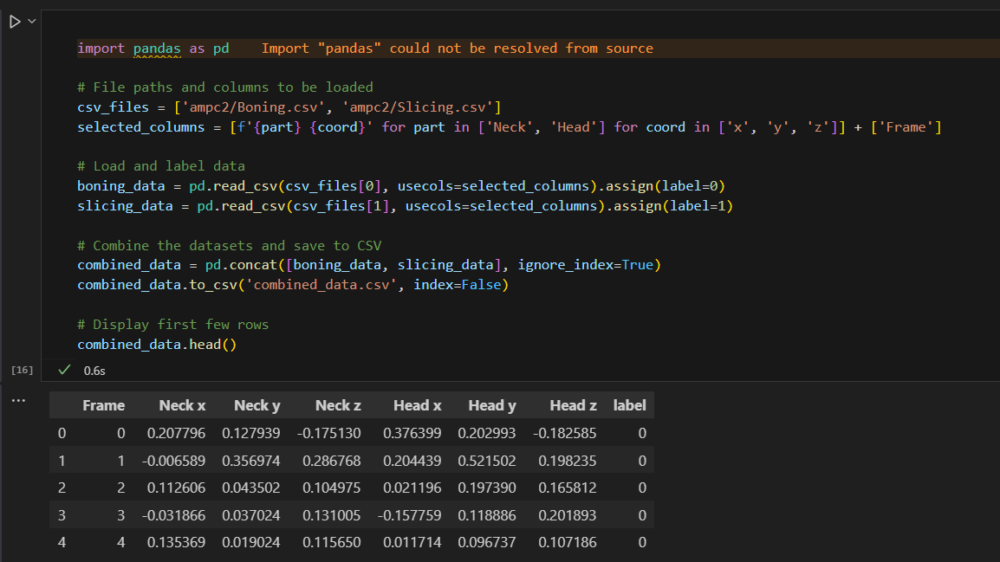 import pandas as pd    Import "pandas" could not be resolved from source
# File paths and columns to be loaded
csv_files = ['ampc2/Boning.csv', 'ampc2/Slicing.csv']
selected_columns = [f'{part} {coord}' for part in ['Neck', 'Head'] for coord in ['x', 'y', 'z']] + ['Frame']
# Load and label data
boning_data = pd.read_csv(csv_files[0], usecols=selected_columns).assign(label=0)
slicing_data = pd.read_csv(csv_files[1], usecols=selected_columns).assign(label=1)
# Combine the datasets and save to CSV
combined_data = pd.concat([boning_data, slicing_data], ignore_index=True)
combined_data.to_csv('combined_data.csv', index=False)
# Display first few rows
combined_data.head()
[16] 0.6s
Frame Neck x Neck y Neck z Head x Head y Head z label
0 0 0.207796 0.127939 -0.175130 0.376399 0.202993 -0.182585 0
1 1 -0.006589 0.356974 0.286768 0.204439 0.521502 0.198235 0
2 2 0.112606 0.043502 0.104975 0.021196 0.197390 0.165812 0
3 3 -0.031866 0.037024 0.131005 -0.157759 0.118886 0.201893 0
4 4 0.135369 0.019024 0.115650 0.011714 0.096737 0.107186 0